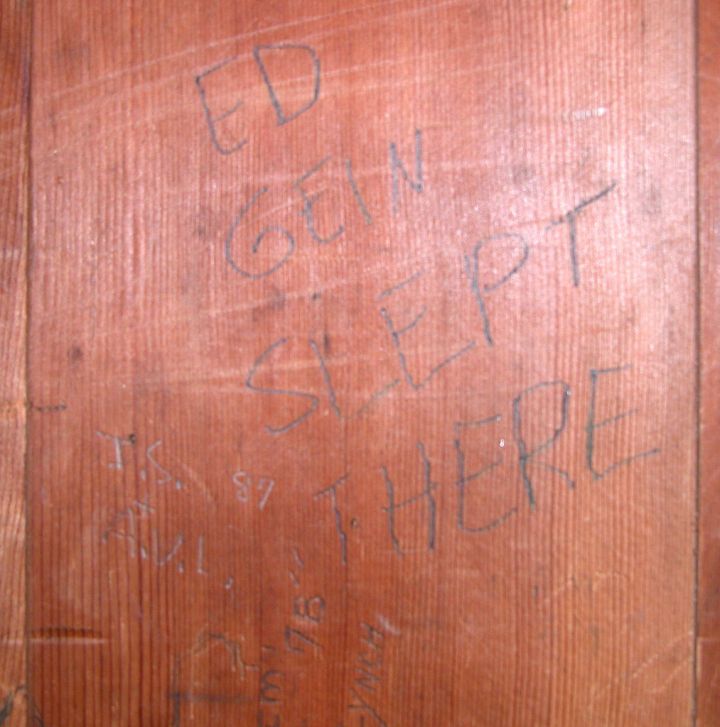 ED
GEIN
SLEPT
THERE
J.S. 87
'78"